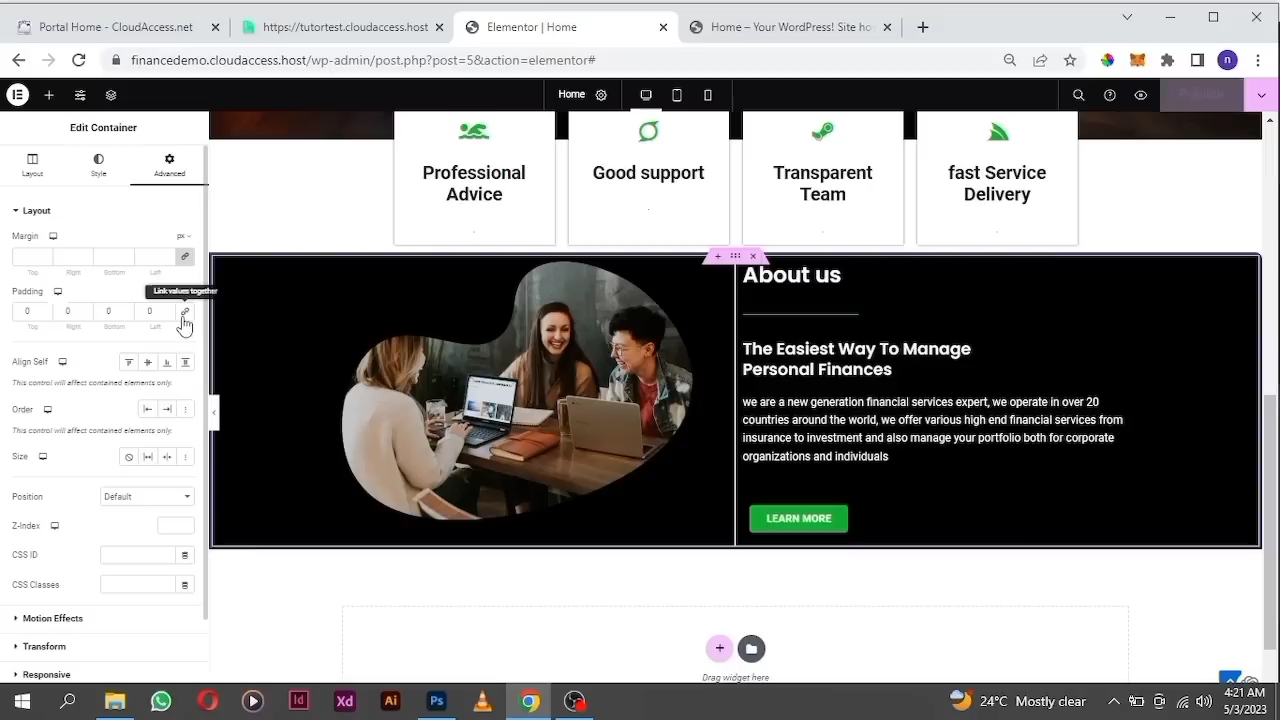 Portal Home - CloudAccess.net
https://tutortest.cloudaccess.host
Elementor | Home
Home – Your WordPress! Site hos
financedemo.cloudaccess.host/wp-admin/post.php?post=5&action=elementor#
n
Home
Publish
Edit Container
Layout
Style
Advanced
Layout
Margin
px
Top
Right
Bottom
Left
Padding
Link values together
0
0
0
0
Top
Right
Bottom
Left
Align Self
This control will affect contained elements only.
Order
This control will affect contained elements only.
Size
Position
Default
Z-Index
CSS ID
CSS Classes
Motion Effects
Transform
Responsive
Professional
Advice
Good support
Transparent
Team
fast Service
Delivery
About us
The Easiest Way To Manage
Personal Finances
we are a new generation financial services expert, we operate in over 20
countries around the world, we offer various high end financial services from
insurance to investment and also manage your portfolio both for corporate
organizations and individuals
LEARN MORE
Drag widget here
Id
Xd
Ai
Ps
24°C Mostly clear
4:21 AM
5/3/2023